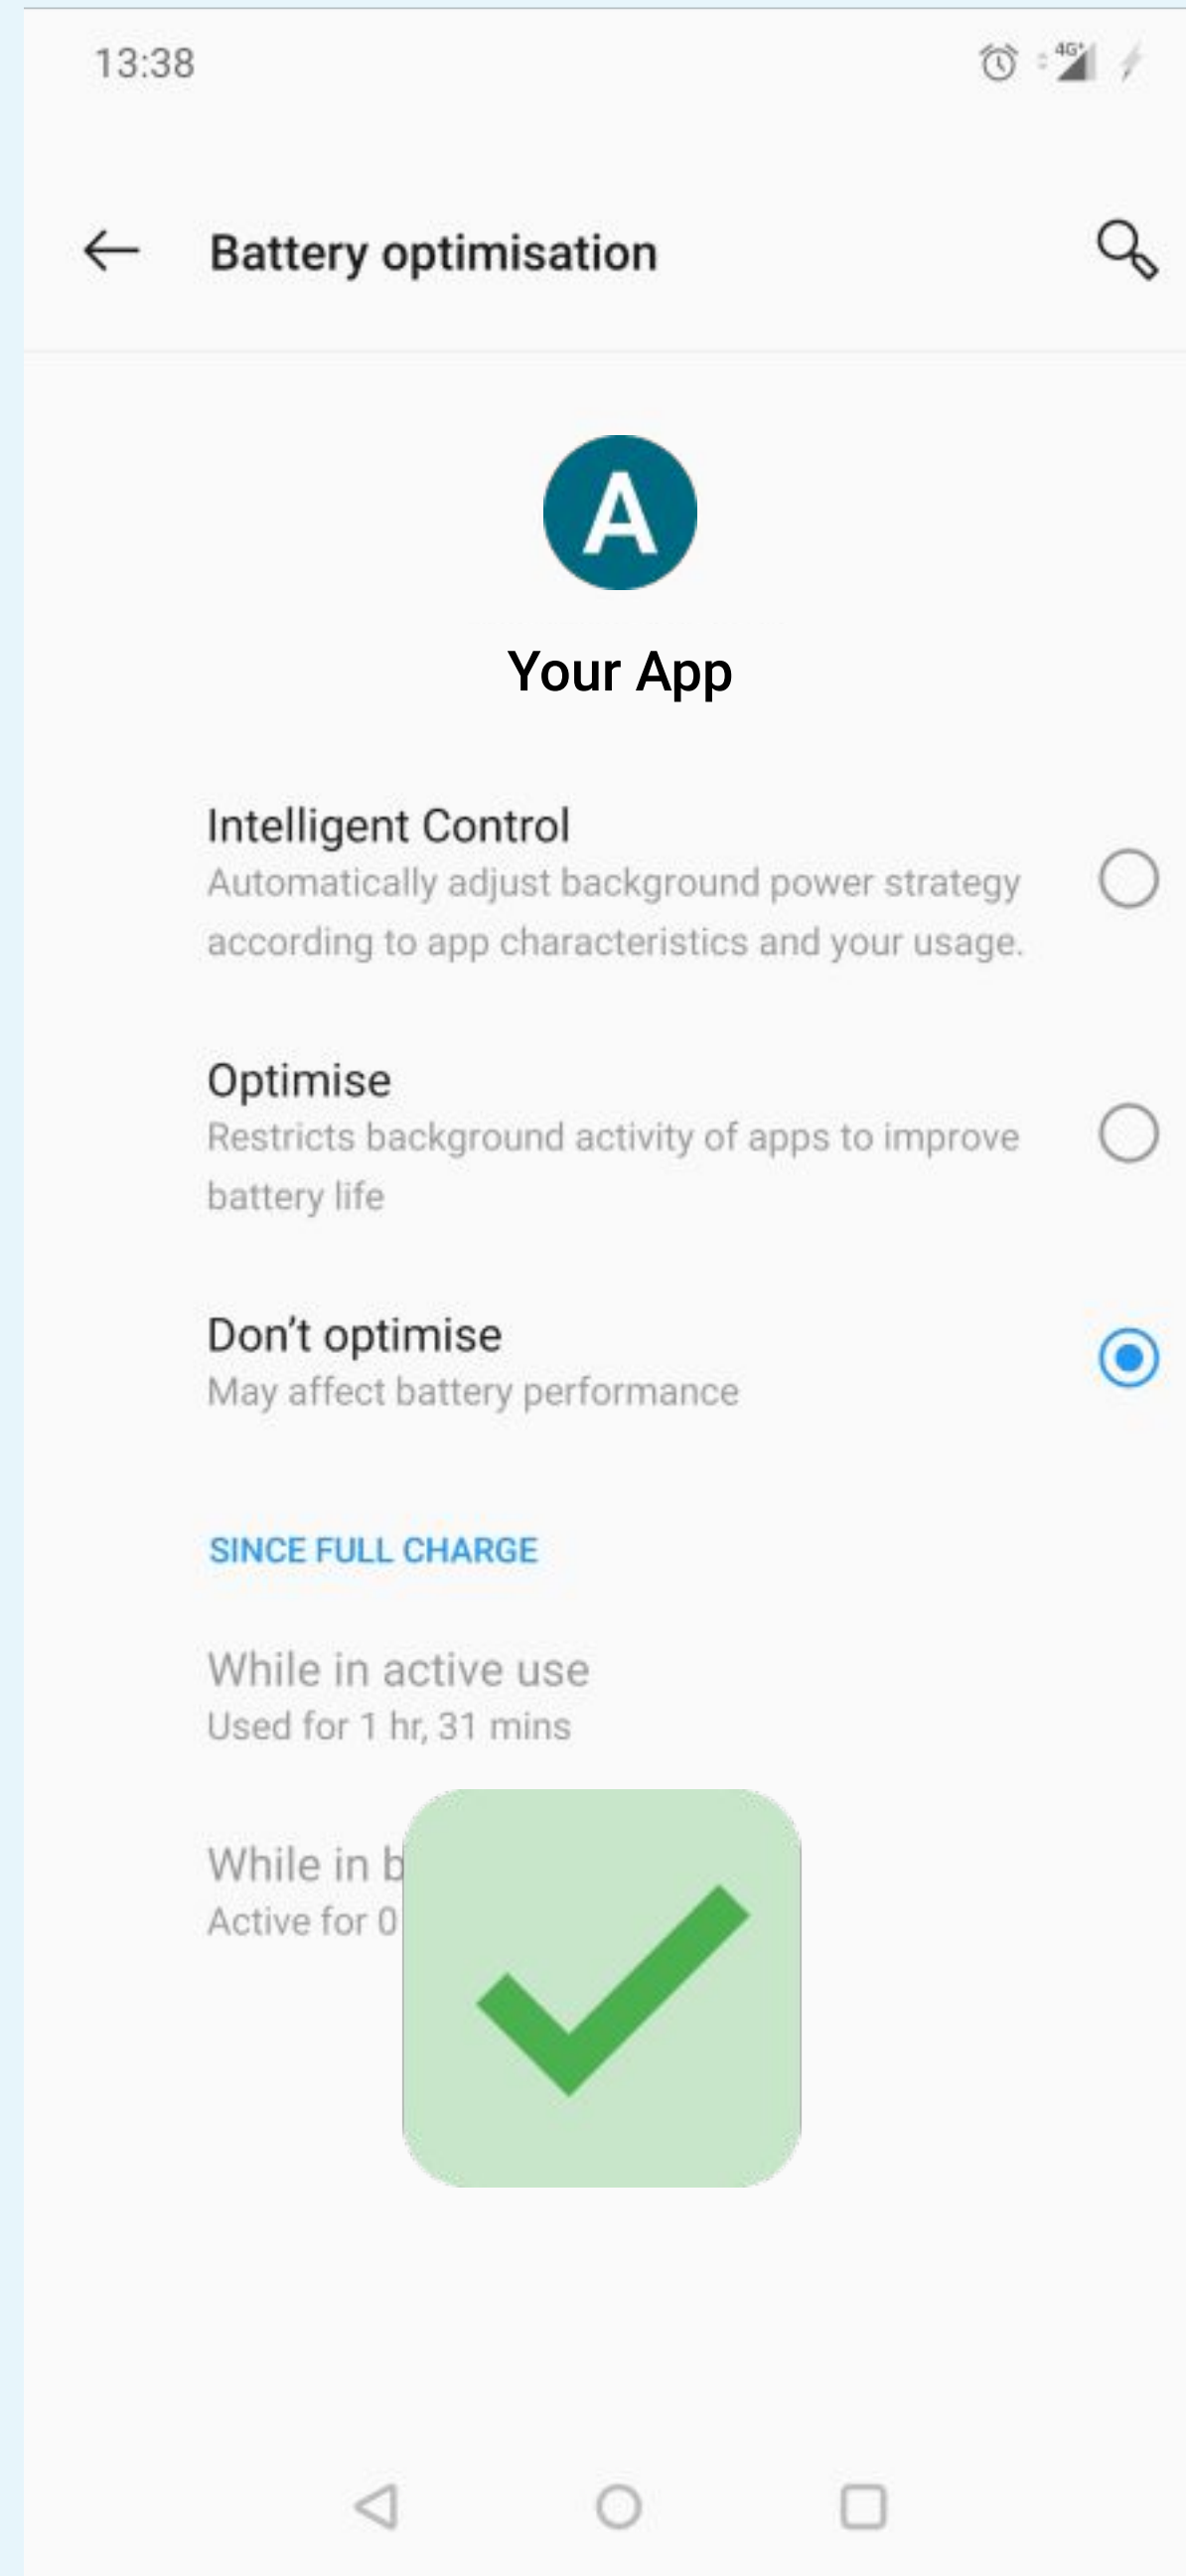 13:38
4G+
Battery optimisation
A
Your App
Intelligent Control
Automatically adjust background power strategy
according to app characteristics and your usage.
Optimise
Restricts background activity of apps to improve
battery life
Don't optimise
May affect battery performance
SINCE FULL CHARGE
While in active use
Used for 1 hr, 31 mins
While in
Active for 0